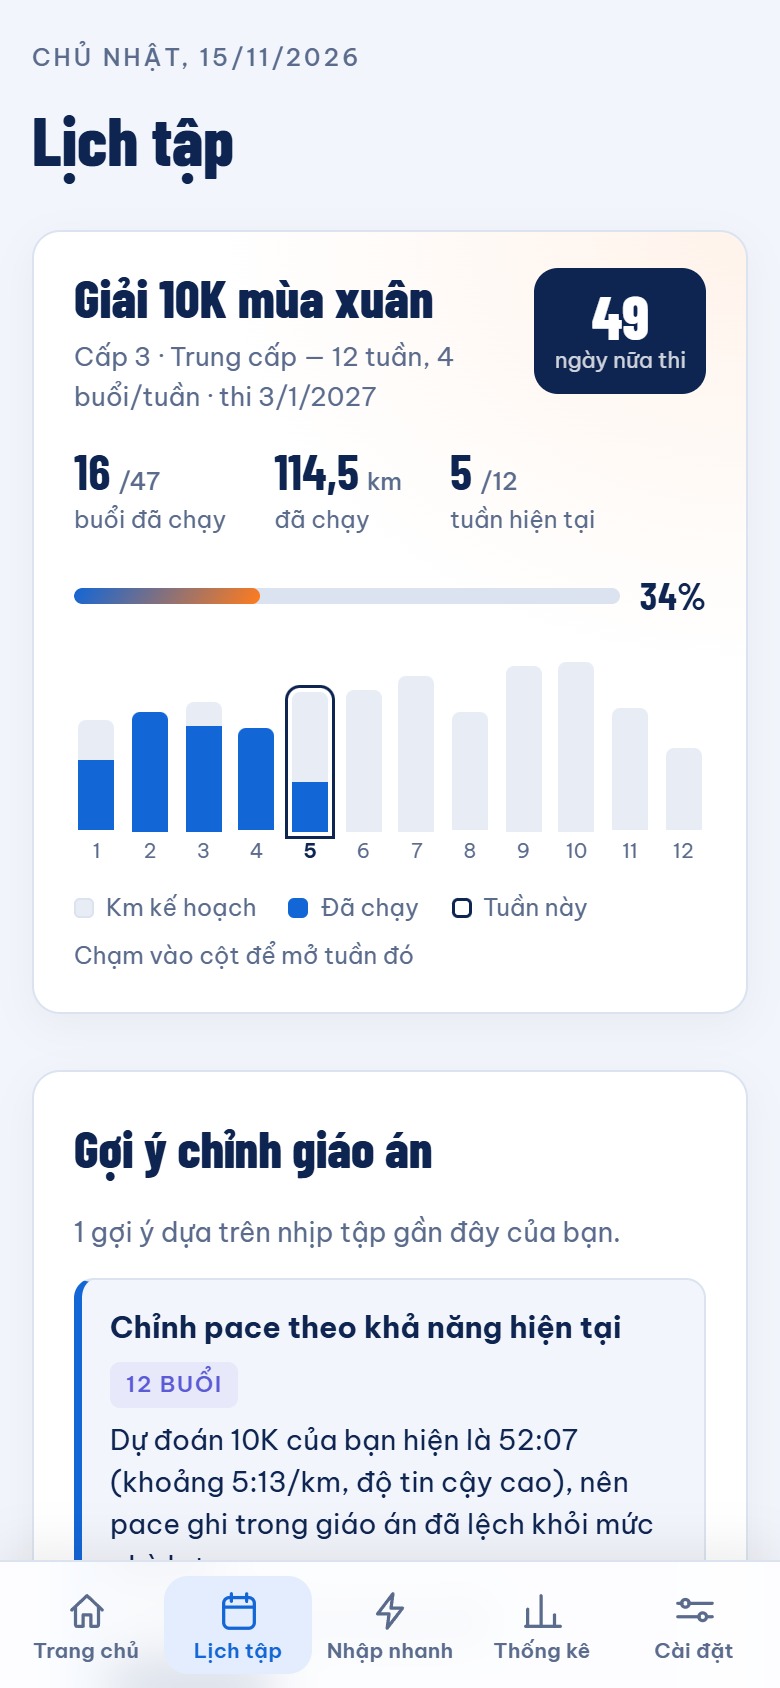 CHỦ NHẬT, 15/11/2026
Lịch tập
Giải 10K mùa xuân
49
ngày nữa thi
Cấp 3 · Trung cấp — 12 tuần, 4
buổi/tuần · thi 3/1/2027
16 /47
buổi đã chạy
114,5 km
đã chạy
5 /12
tuần hiện tại
34%
1 2 3 4 5 6 7 8 9 10 11 12
Km kế hoạch Đã chạy Tuần này
Chạm vào cột để mở tuần đó
Gợi ý chỉnh giáo án
1 gợi ý dựa trên nhịp tập gần đây của bạn.
Chỉnh pace theo khả năng hiện tại
12 BUỔI
Dự đoán 10K của bạn hiện là 52:07
(khoảng 5:13/km, độ tin cậy cao), nên
pace ghi trong giáo án đã lệch khỏi mức
Trang chủ Lịch tập Nhập nhanh Thống kê Cài đặt